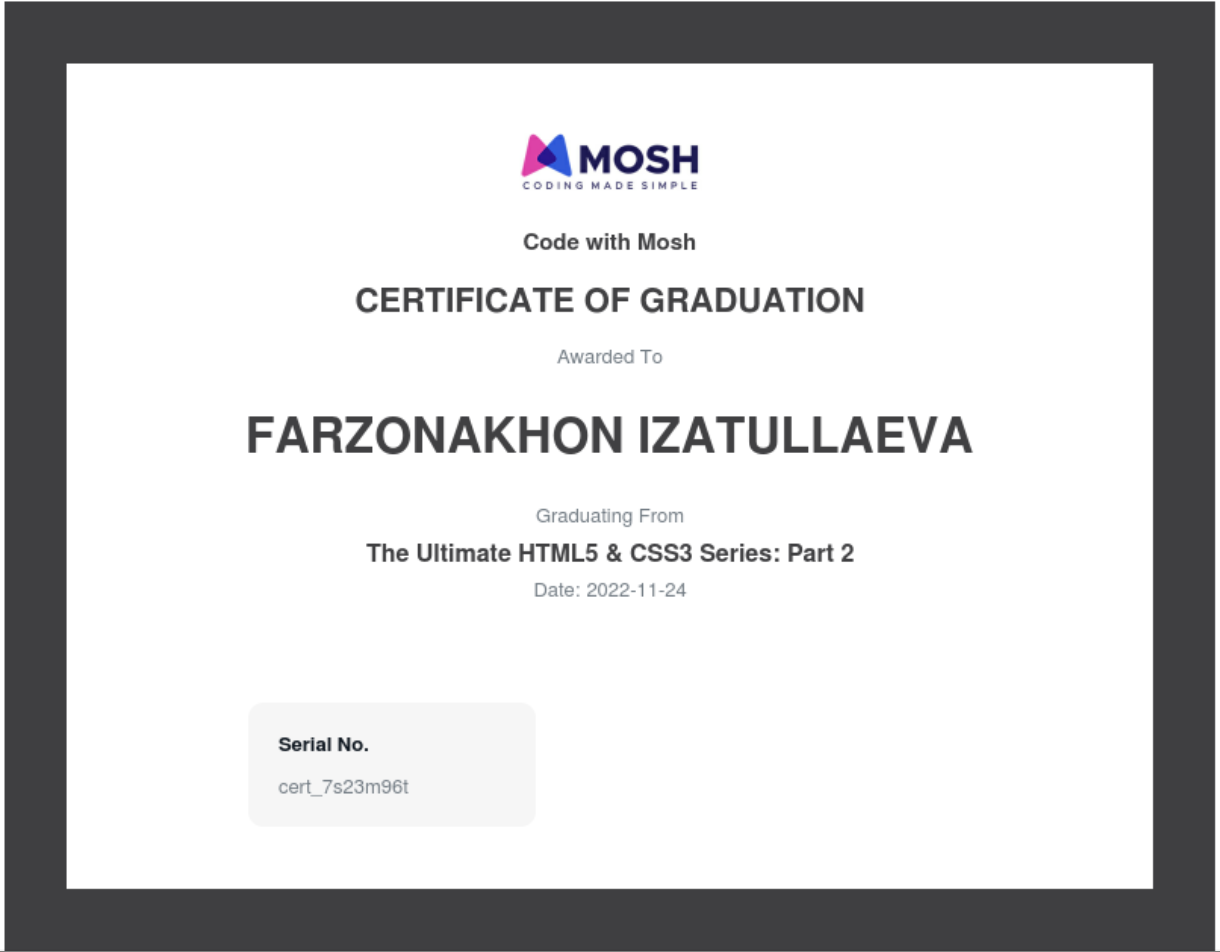 MOSH
CODING MADE SIMPLE
Code with Mosh
CERTIFICATE OF GRADUATION
Awarded To
FARZONAKHON IZATULLAEVA
Graduating From
The Ultimate HTML5 & CSS3 Series: Part 2
Date: 2022-11-24
Serial No.
cert_7s23m96t